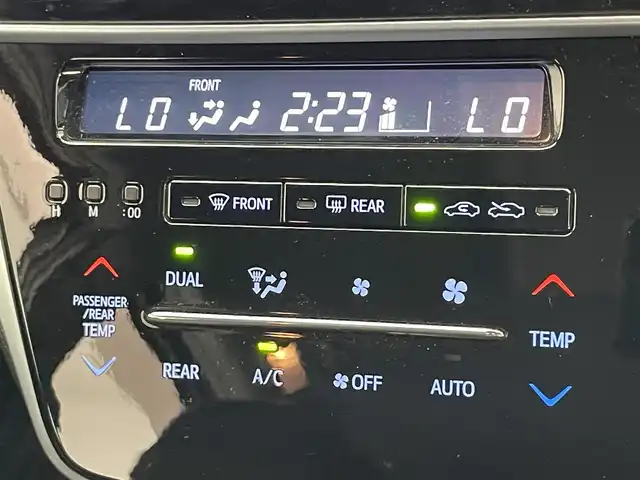 FRONT
LO 2:23 LO
H M :00
FRONT REAR
DUAL
PASSENGER
/REAR
TEMP
TEMP
REAR A/C OFF AUTO